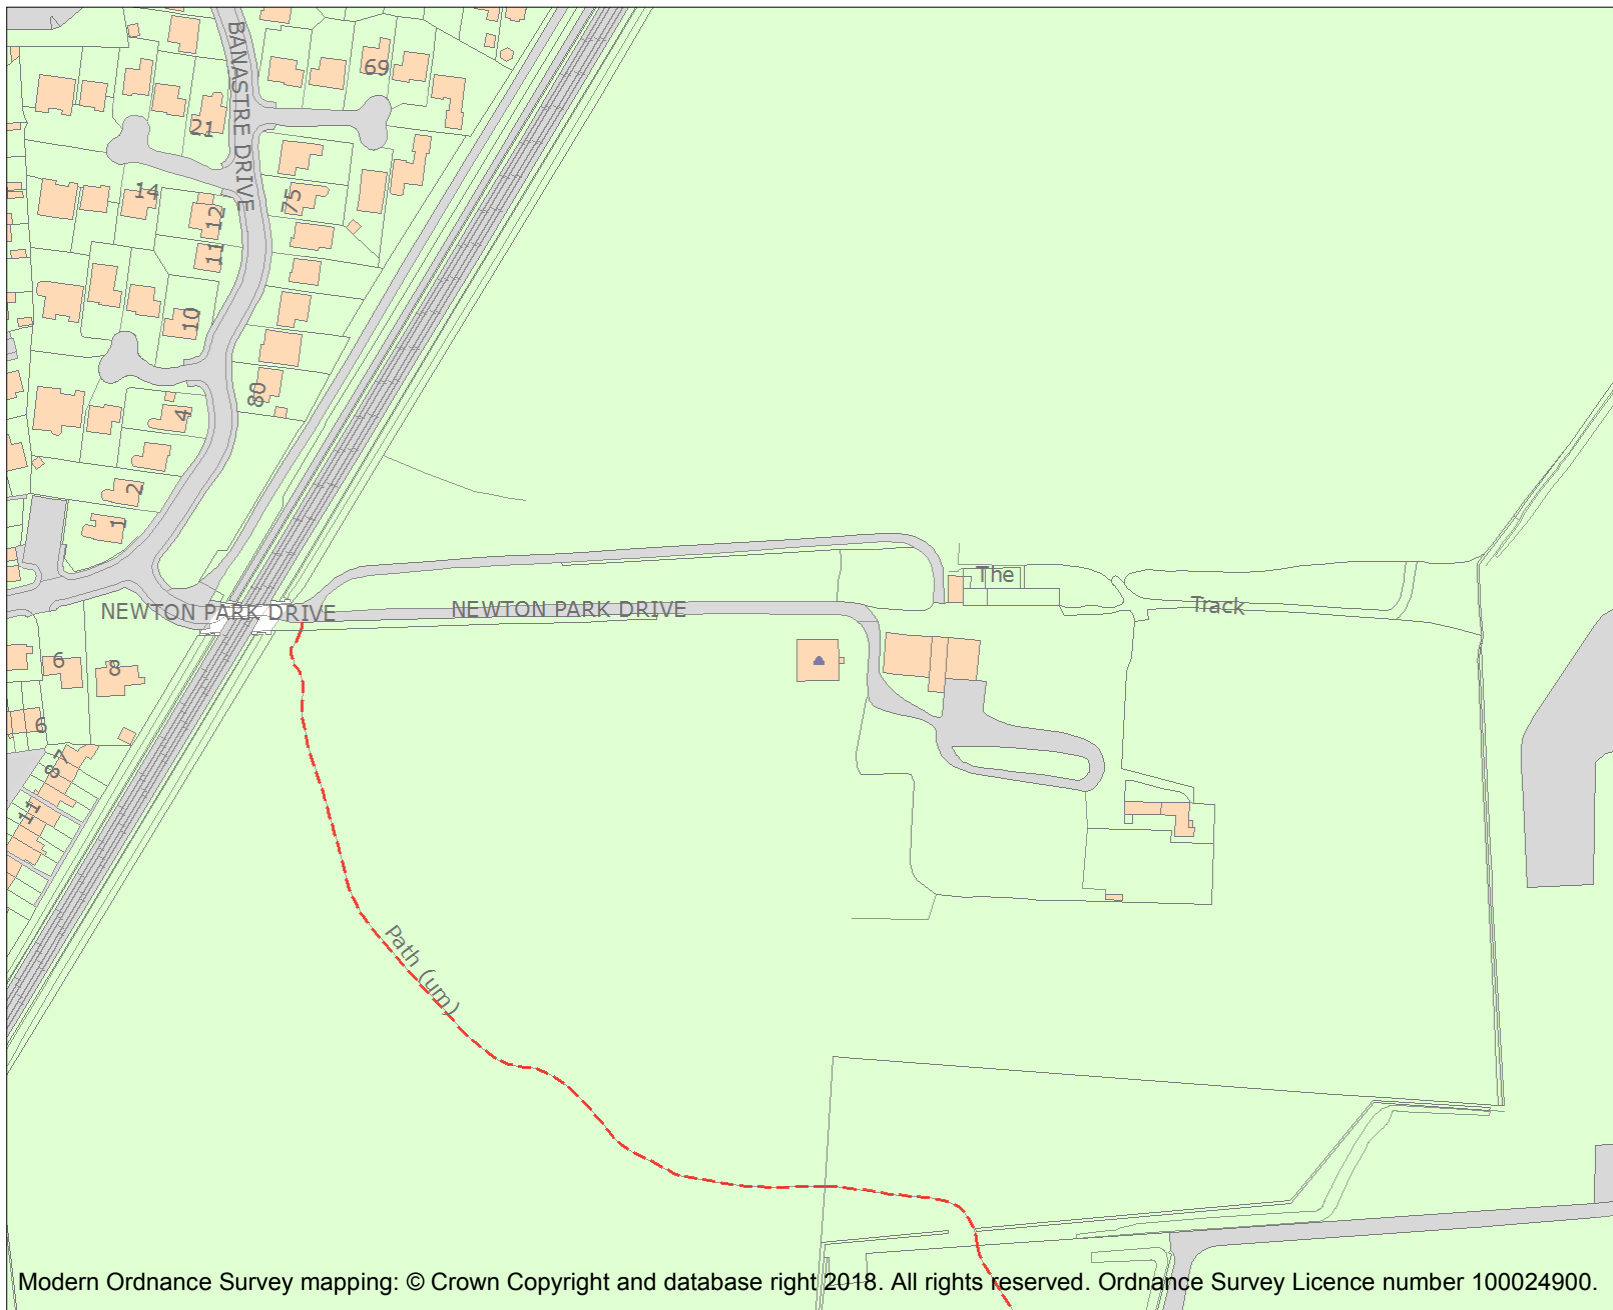 BANASTRE DRIVE
69
21
14
12
75
11
10
80
4
2
1
The
NEWTON PARK DRIVE
NEWTON PARK DRIVE
Track
6
8
6
7
8
11
Path (um)
Modern Ordnance Survey mapping: © Crown Copyright and database right 2018. All rights reserved. Ordnance Survey Licence number 100024900.